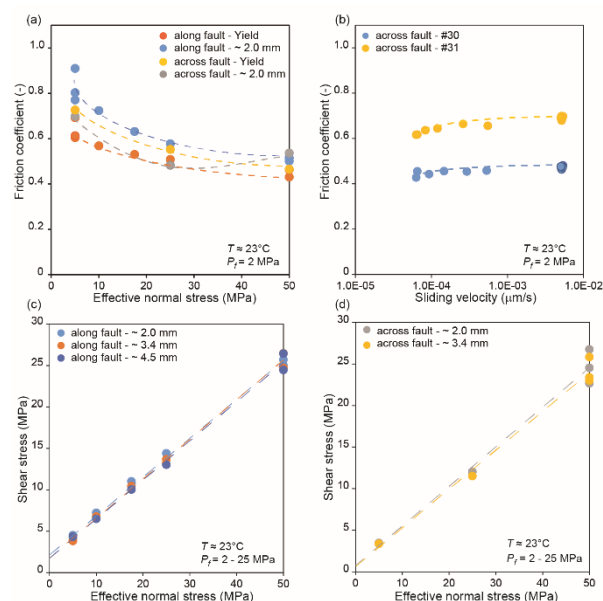 (a)
along fault - Yield
along fault - ~ 2.0 mm
across fault - Yield
across fault - ~ 2.0 mm
Friction coefficient (-)
1.0
0.8
0.6
0.4
0.2
0
T ≈ 23°C
Pf = 2 MPa
0 10 20 30 40 50
Effective normal stress (MPa)
(b)
across fault - #30
across fault - #31
Friction coefficient (-)
1.0
0.8
0.6
0.4
0.2
0
T ≈ 23°C
Pf = 2 MPa
1.0E-05 1.0E-04 1.0E-03 1.0E-02
Sliding velocity (µm/s)
(c)
along fault - ~ 2.0 mm
along fault - ~ 3.4 mm
along fault - ~ 4.5 mm
Shear stress (MPa)
30
25
20
15
10
5
0
T ≈ 23°C
Pf = 2 - 25 MPa
0 10 20 30 40 50
Effective normal stress (MPa)
(d)
across fault - ~ 2.0 mm
across fault - ~ 3.4 mm
Shear stress (MPa)
30
25
20
15
10
5
0
T ≈ 23°C
Pf = 2 - 25 MPa
0 10 20 30 40 50
Effective normal stress (MPa)